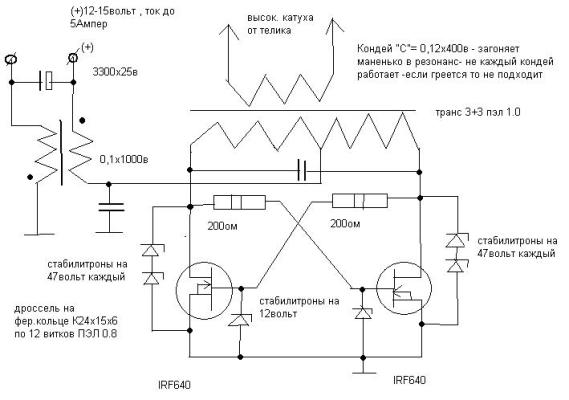 (+)12-15вольт , ток до
5Ампер
(+)
3300х25в
высок. катуха
от телика
Кондей "С"= 0,12х400в - загоняет
маненько в резонанс- не каждый кондей
работает -если греется то не подходит
транс 3+3 пэл 1.0
0,1х1000в
200ом
200ом
стабилитроны на
47вольт каждый
стабилитроны на
47вольт каждый
стабилитроны на
12вольт
дроссель на
фер.кольце К24х15х6
по 12 витков ПЭЛ 0.8
IRF640
IRF640